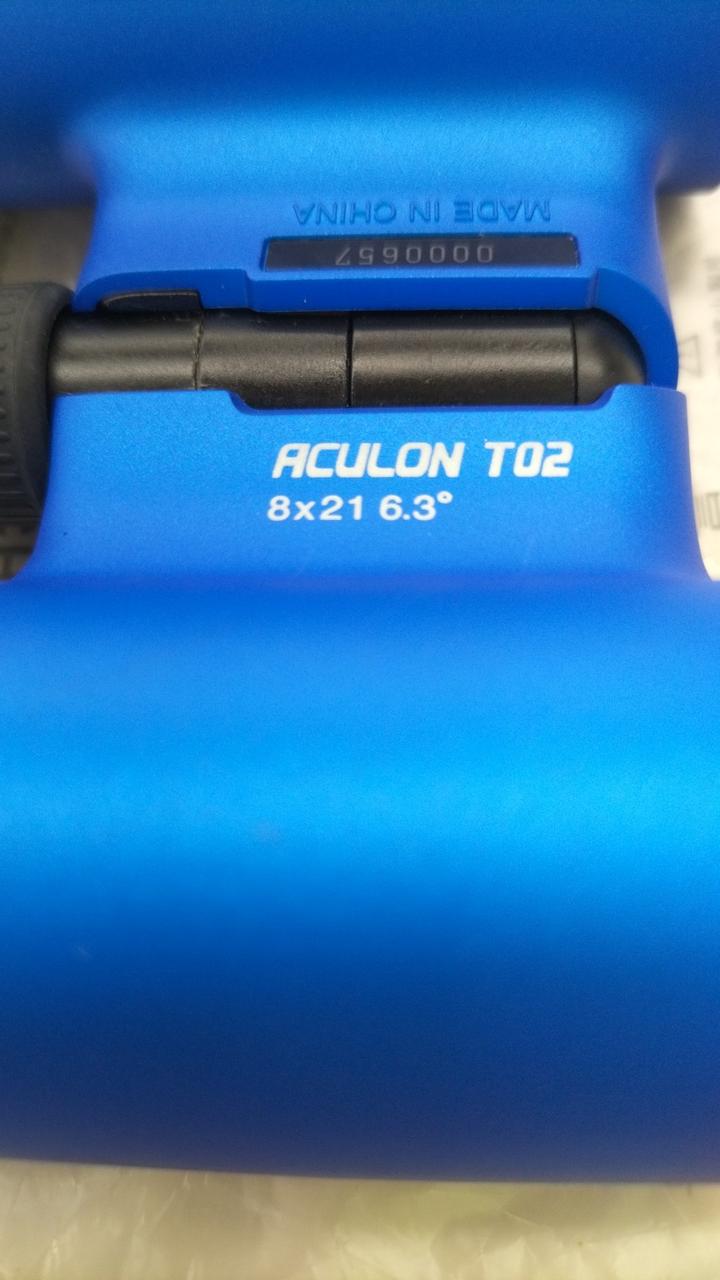 MADE IN CHINA
0000657
ACULON T02
8x21 6.3°